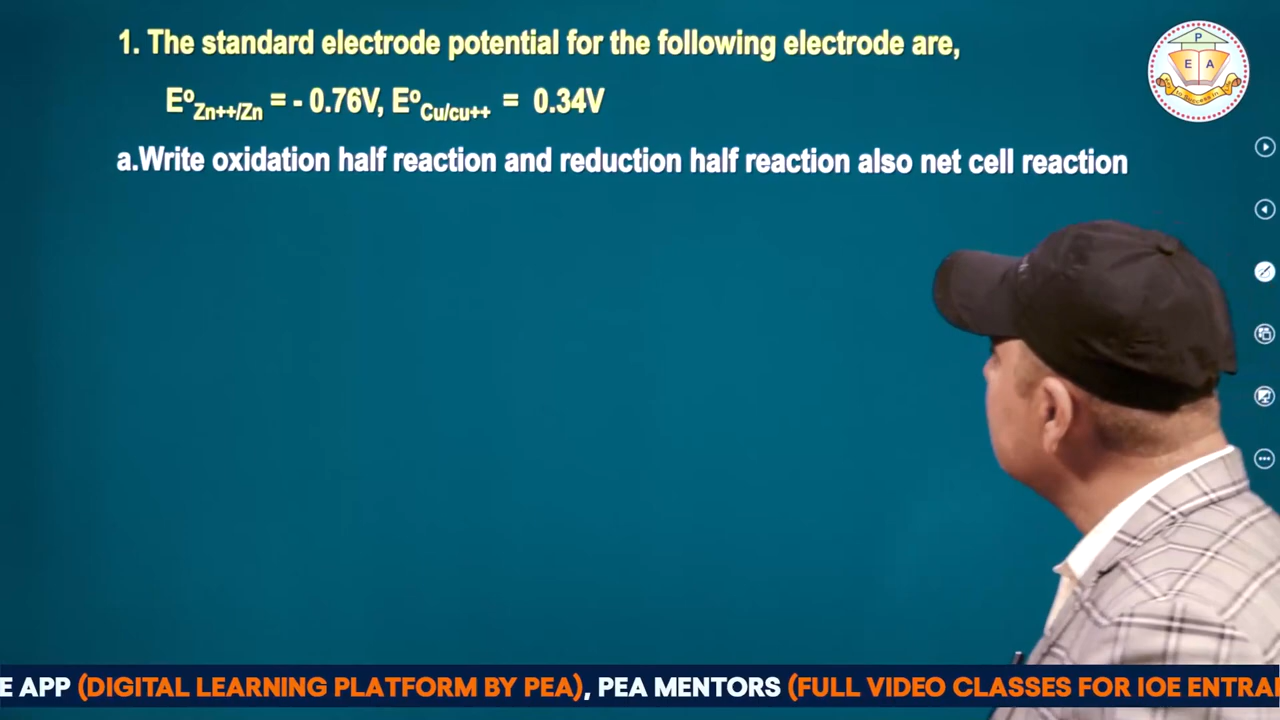 1. The standard electrode potential for the following electrode are,
EºZn++/Zn = - 0.76V, EºCu/cu++ = 0.34V
a.Write oxidation half reaction and reduction half reaction also net cell reaction
P
E A
E APP (DIGITAL LEARNING PLATFORM BY PEA), PEA MENTORS (FULL VIDEO CLASSES FOR IOE ENTRA